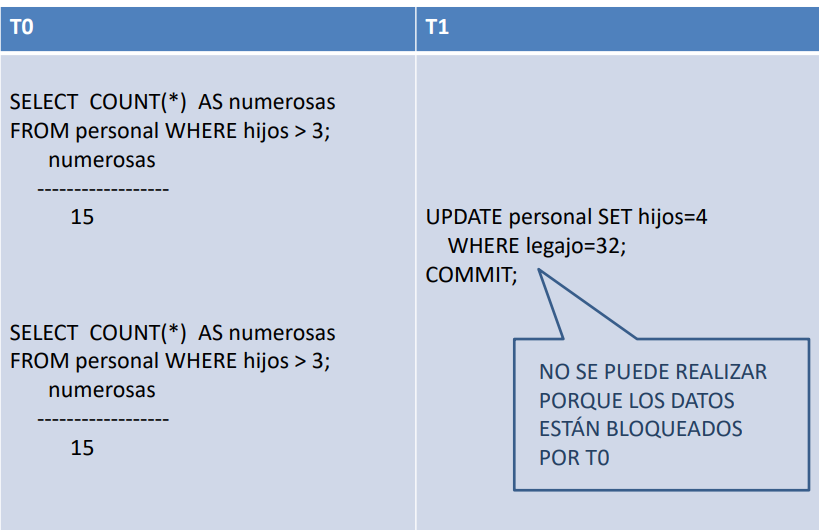 T0
SELECT COUNT(*) AS numerosas
FROM personal WHERE hijos > 3;
numerosas
------------------
15
SELECT COUNT(*) AS numerosas
FROM personal WHERE hijos > 3;
numerosas
------------------
15
T1
UPDATE personal SET hijos=4
WHERE legajo=32;
COMMIT;
NO SE PUEDE REALIZAR
PORQUE LOS DATOS
ESTÁN BLOQUEADOS
POR T0